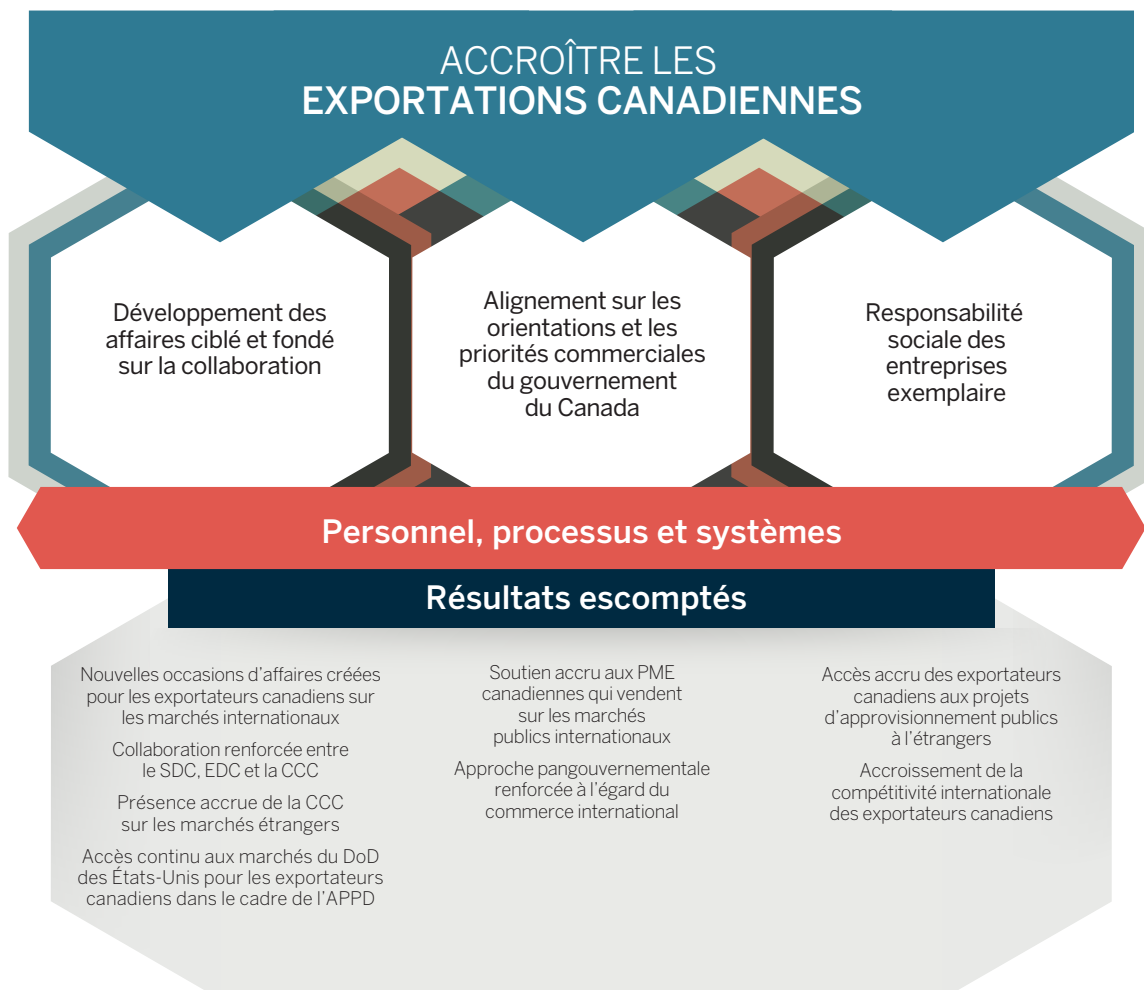 ACCROÎTRE LES
EXPORTATIONS CANADIENNES
Développement des
affaires ciblé et fondé
sur la collaboration
Alignement sur les
orientations et les
priorités commerciales
du gouvernement
du Canada
Responsabilité
sociale des
entreprises
exemplaire
Personnel, processus et systèmes
Résultats escomptés
Nouvelles occasions d'affaires créées
pour les exportateurs canadiens sur
les marchés internationaux
Collaboration renforcée entre
le SDC, EDC et la CCC
Présence accrue de la CCC
sur les marchés étrangers
Accès continu aux marchés du DoD
des États-Unis pour les exportateurs
canadiens dans le cadre de l'APPD
Soutien accru aux PME
canadiennes qui vendent
sur les marchés
publics internationaux
Approche pangouvernementale
renforcée à l'égard du
commerce international
Accès accru des exportateurs
canadiens aux projets
d'approvisionnement publics
à l'étrangers
Accroissement de la
compétitivité internationale
des exportateurs canadiens